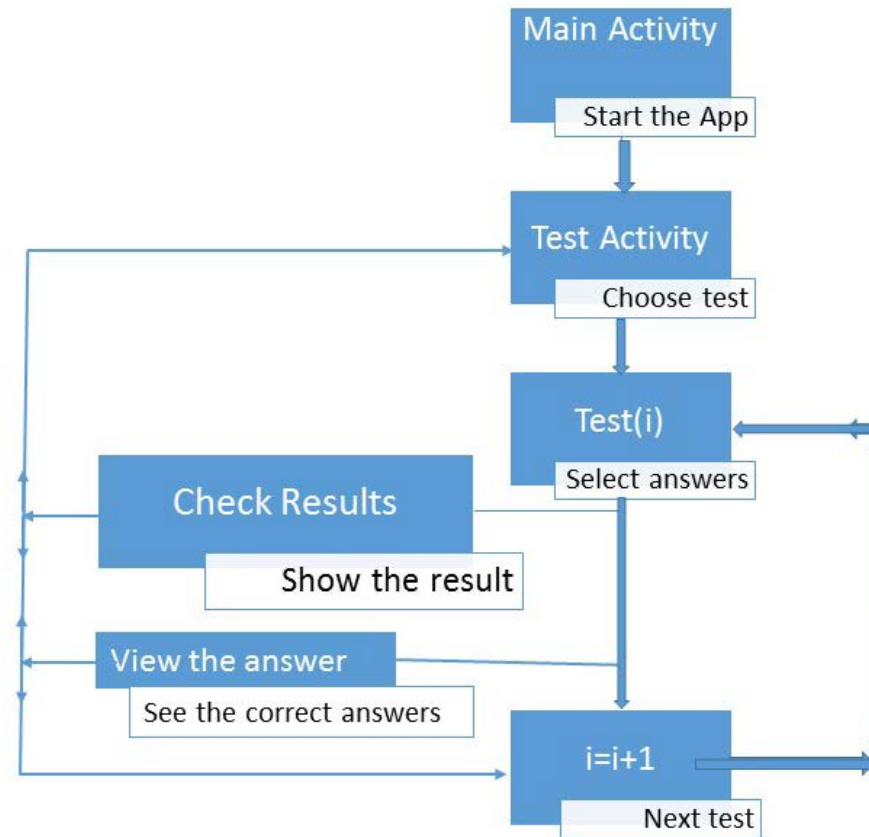 Main Activity
Start the App
Test Activity
Choose test
Test(i)
Select answers
Check Results
Show the result
View the answer
See the correct answers
i=i+1
Next test